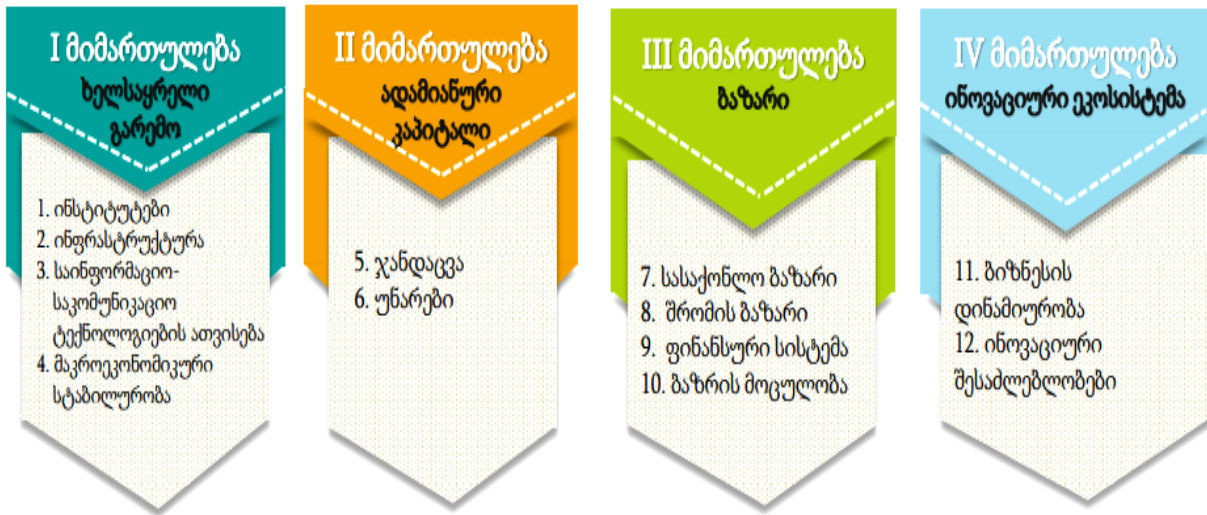 I მიმართულება
ხელსაყრელი
გარემო
1. ინსტიტუტები
2. ინფრასტრუქტურა
3. საინფორმაციო-
საკომუნიკაციო
ტექნოლოგიების ათვისება
4. მაკროეკონომიკური
სტაბილურობა
II მიმართულება
ადამიანური
კაპიტალი
5. ჯანდაცვა
6. უნარები
III მიმართულება
ბაზარი
7. სასაქონლო ბაზარი
8. შრომის ბაზარი
9. ფინანსური სისტემა
10. ბაზრის მოცულობა
IV მიმართულება
ინოვაციური ეკოსისტემა
11. ბიზნესის
დინამიურობა
12. ინოვაციური
შესაძლებლობები